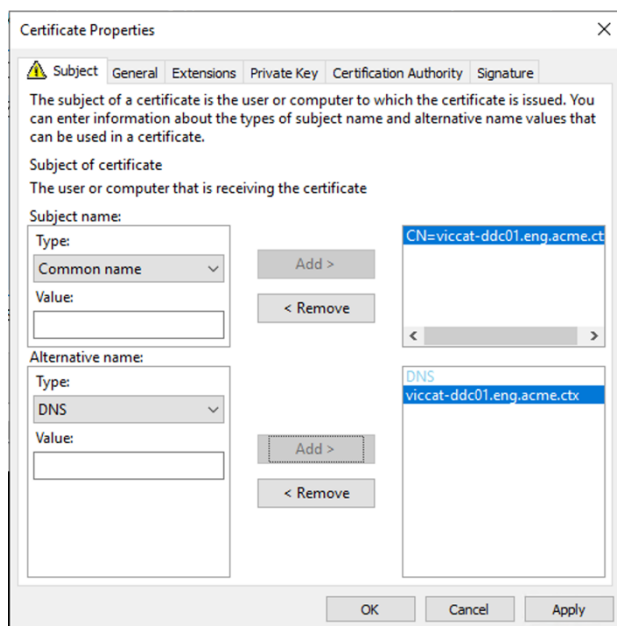 Certificate Properties
Subject General Extensions Private Key Certification Authority Signature
The subject of a certificate is the user or computer to which the certificate is issued. You
can enter information about the types of subject name and alternative name values that
can be used in a certificate.
Subject of certificate
The user or computer that is receiving the certificate
Subject name:
Type:
Common name
Value:
Add >
< Remove
CN=viccat-ddc01.eng.acme.ct
Alternative name:
Type:
DNS
Value:
Add >
< Remove
DNS
viccat-ddc01.eng.acme.ctx
OK Cancel Apply